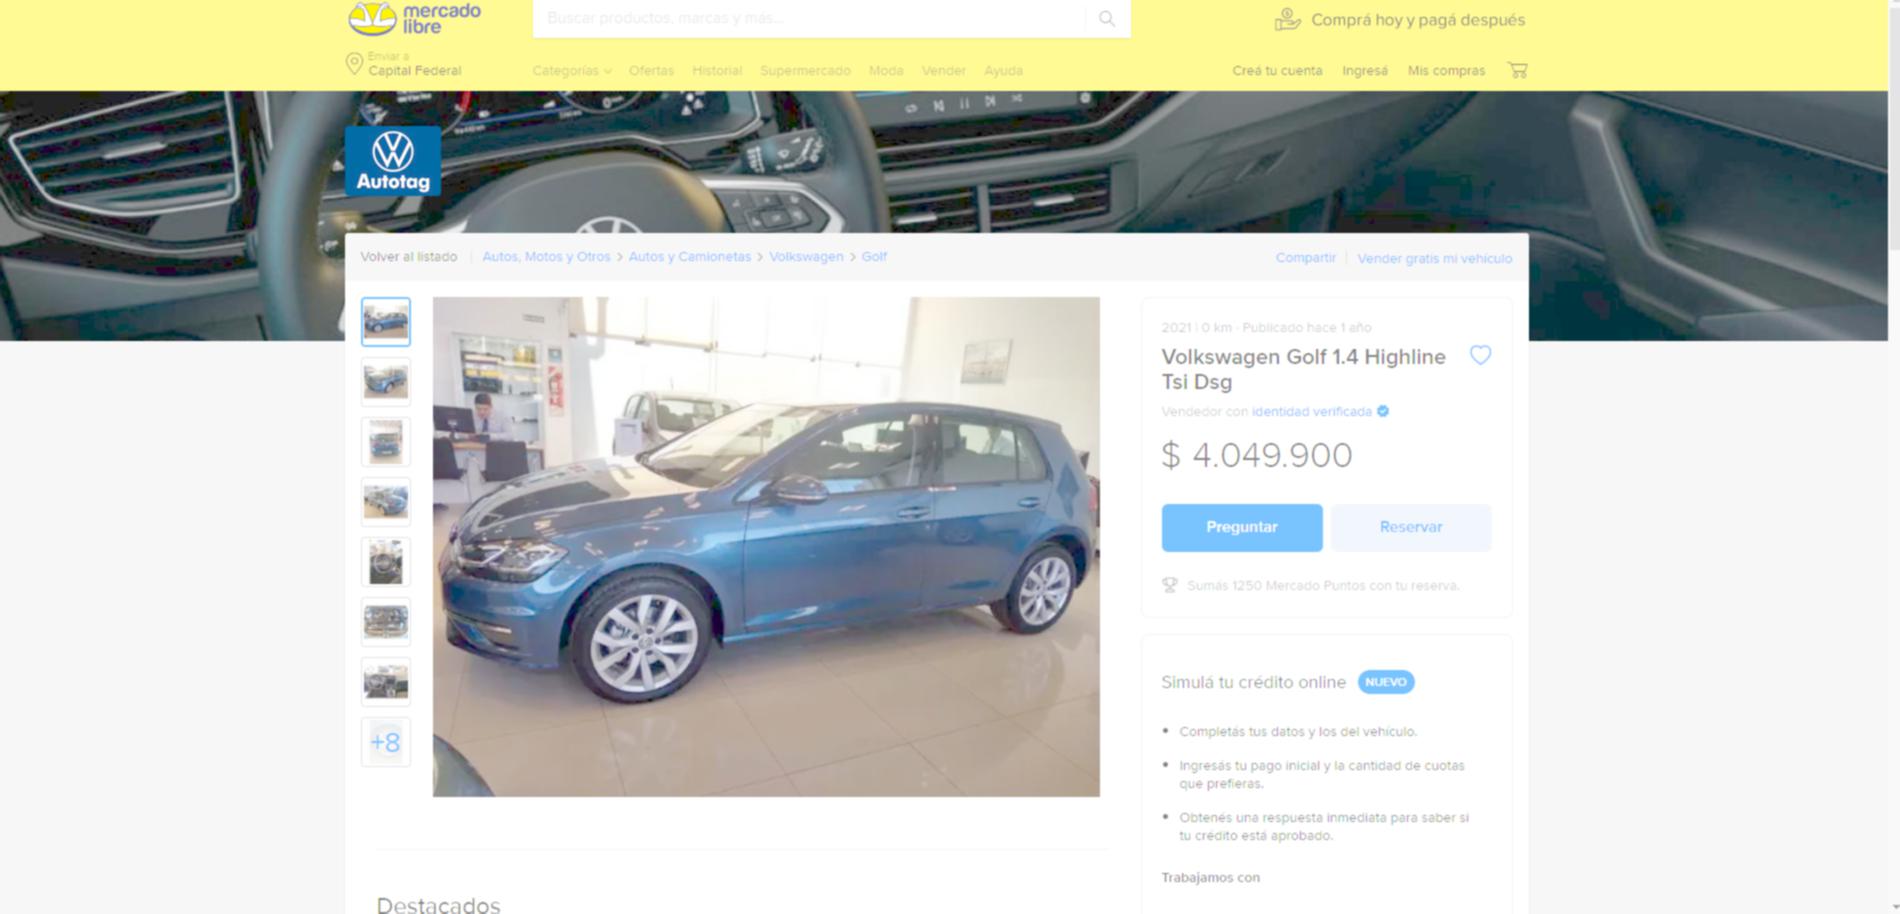 mercado
libre
Buscar productos, marcas y más...
Comprá hoy y pagá después
Enviar a
Capital Federal
Categorías Ofertas Historial Supermercado Moda Vender Ayuda
Creá tu cuenta Ingresá Mis compras
Autotag
Volver al listado | Autos, Motos y Otros > Autos y Camionetas > Volkswagen > Golf
Compartir | Vender gratis mi vehículo
2021 | 0 km · Publicado hace 1 año
Volkswagen Golf 1.4 Highline
Tsi Dsg
Vendedor con identidad verificada
$ 4.049.900
Preguntar Reservar
Sumás 1250 Mercado Puntos con tu reserva.
+8
Simulá tu crédito online NUEVO
• Completás tus datos y los del vehículo.
• Ingresás tu pago inicial y la cantidad de cuotas
que prefieras.
• Obtenés una respuesta inmediata para saber si
tu crédito está aprobado.
Trabajamos con
Destacados